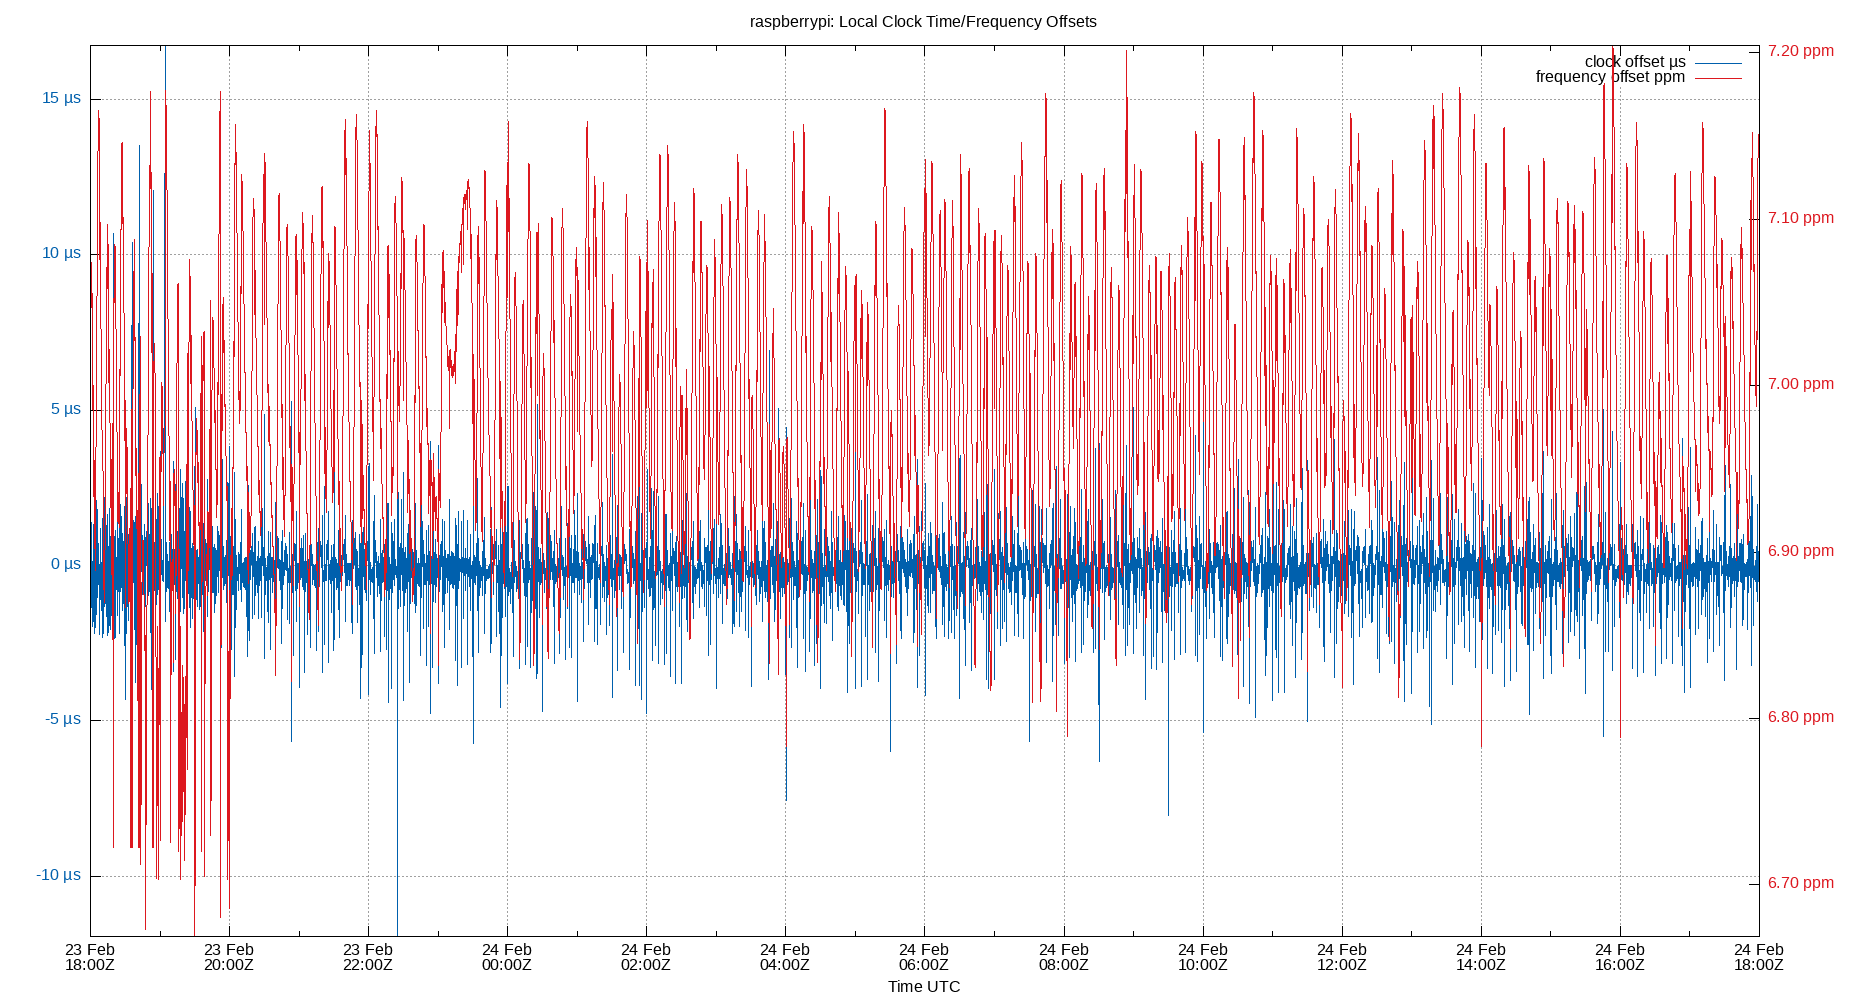 raspberrypi: Local Clock Time/Frequency Offsets
clock offset µs
frequency offset ppm
15 µs
10 µs
5 µs
0 µs
-5 µs
-10 µs
7.20 ppm
7.10 ppm
7.00 ppm
6.90 ppm
6.80 ppm
6.70 ppm
23 Feb 23 Feb 23 Feb 24 Feb 24 Feb 24 Feb 24 Feb 24 Feb 24 Feb 24 Feb 24 Feb 24 Feb 24 Feb
18:00Z 20:00Z 22:00Z 00:00Z 02:00Z 04:00Z 06:00Z 08:00Z 10:00Z 12:00Z 14:00Z 16:00Z 18:00Z
Time UTC